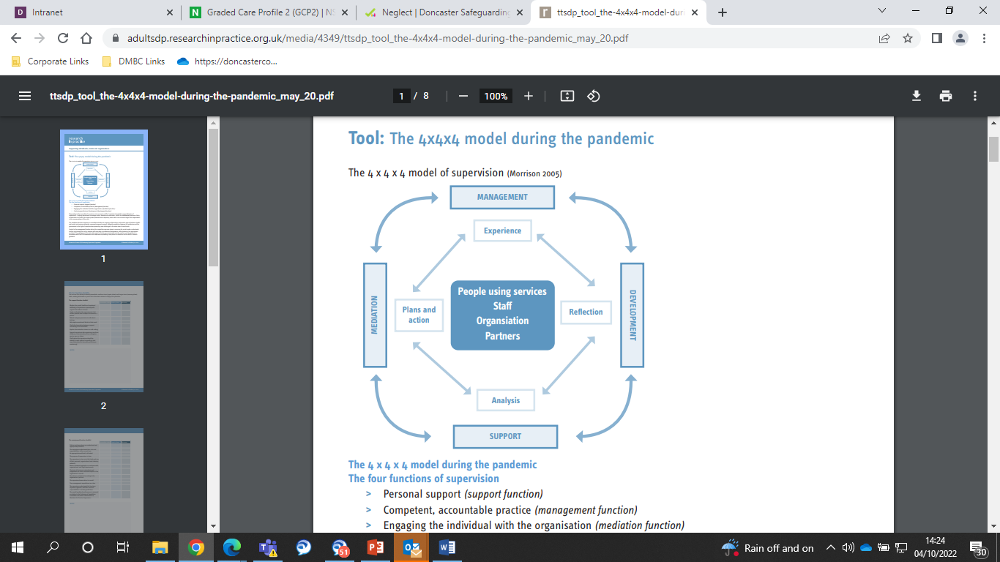 Intranet
Graded Care Profile 2 (GCP2) | NS
Neglect | Doncaster Safeguarding
ttsdp_tool_the-4x4x4-model-duri
adultsdp.researchinpractice.org.uk/media/4349/ttsdp_tool_the-4x4x4-model-during-the-pandemic_may_20.pdf
Corporate Links
DMBC Links
https://doncasterco...
ttsdp_tool_the-4x4x4-model-during-the-pandemic_may_20.pdf
1 / 8
100%
1
2
Tool: The 4x4x4 model during the pandemic
The 4 x 4 x 4 model of supervision (Morrison 2005)
MANAGEMENT
Experience
MEDIATION
Plans and
action
People using services
Staff
Organsiation
Partners
Reflection
DEVELOPMENT
Analysis
SUPPORT
The 4 x 4 x 4 model during the pandemic
The four functions of supervision
> Personal support (support function)
> Competent, accountable practice (management function)
> Engaging the individual with the organisation (mediation function)
51
Rain off and on
14:24
04/10/2022
30